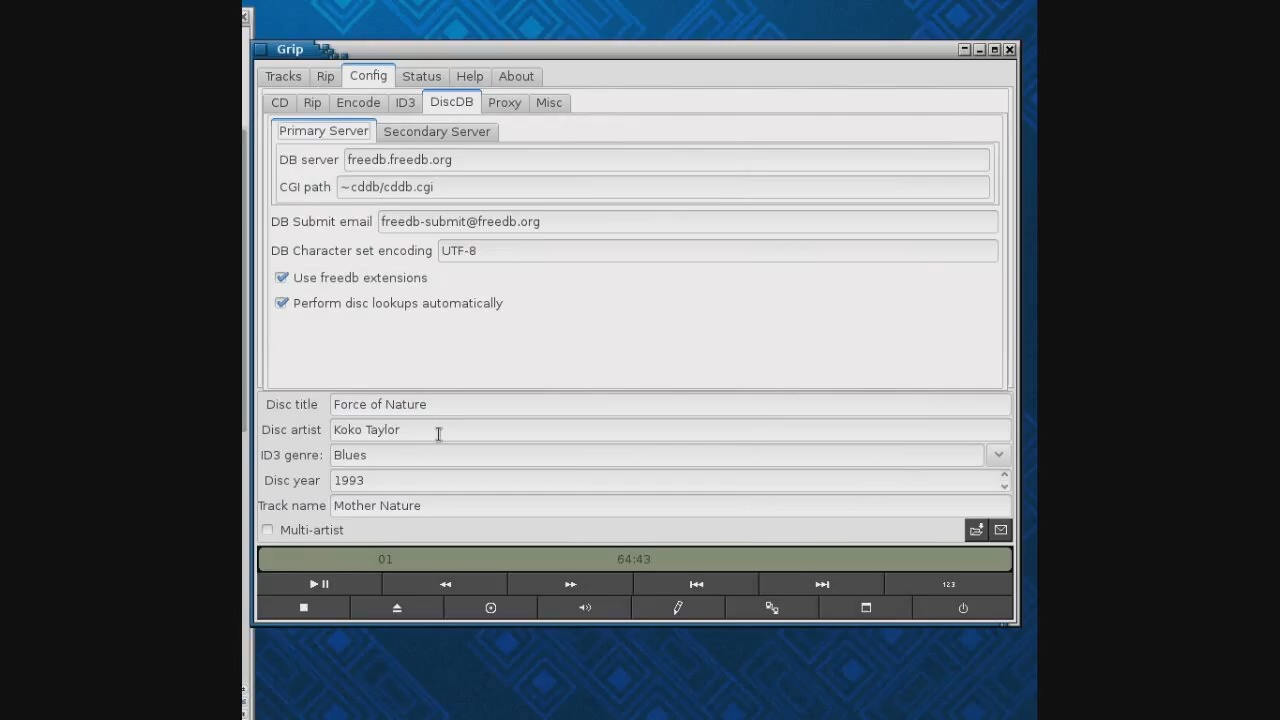 Grip
Tracks Rip Config Status Help About
CD Rip Encode ID3 DiscDB Proxy Misc
Primary Server Secondary Server
DB server freedb.freedb.org
CGI path ~cddb/cddb.cgi
DB Submit email freedb-submit@freedb.org
DB Character set encoding UTF-8
Use freedb extensions
Perform disc lookups automatically
Disc title Force of Nature
Disc artist Koko Taylor
ID3 genre: Blues
Disc year 1993
Track name Mother Nature
Multi-artist
01 64:43
123